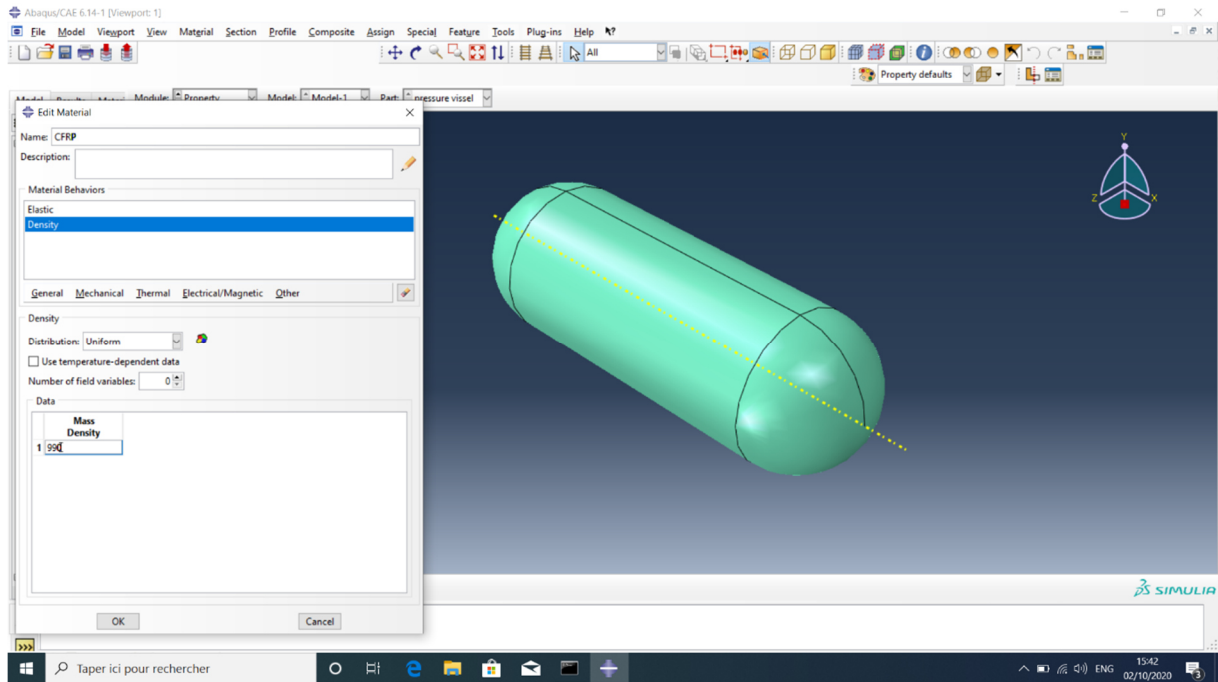 Abaqus/CAE 6.14-1 [Viewport: 1]
File Model Viewport View Material Section Profile Composite Assign Special Feature Tools Plug-ins Help
All
Property defaults
Model Results Module: Property Model: Model-1 Part: pressure vissel
Edit Material
Name: CFRP
Description:
Material Behaviors
Elastic
Density
General Mechanical Thermal Electrical/Magnetic Other
Density
Distribution: Uniform
Use temperature-dependent data
Number of field variables: 0
Data
Mass
Density
1 990
OK Cancel
Y
Z X
SIMULIA
>>>
Taper ici pour rechercher
ENG
15:42
02/10/2020
3